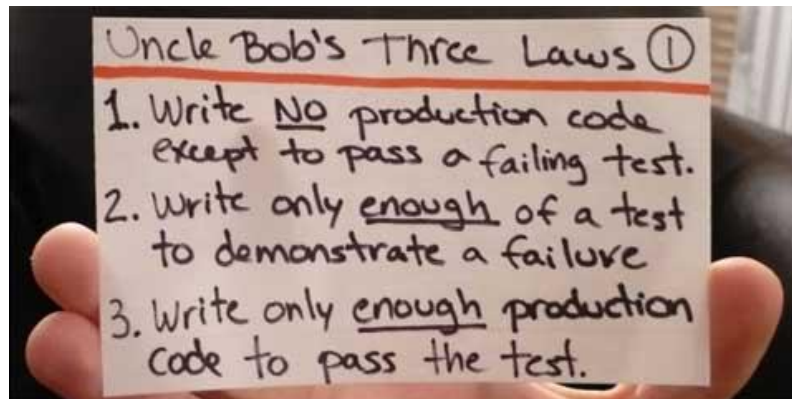 Uncle Bob's Three Laws ①
1. Write NO production code
except to pass a failing test.
2. Write only enough of a test
to demonstrate a failure
3. Write only enough production
code to pass the test.